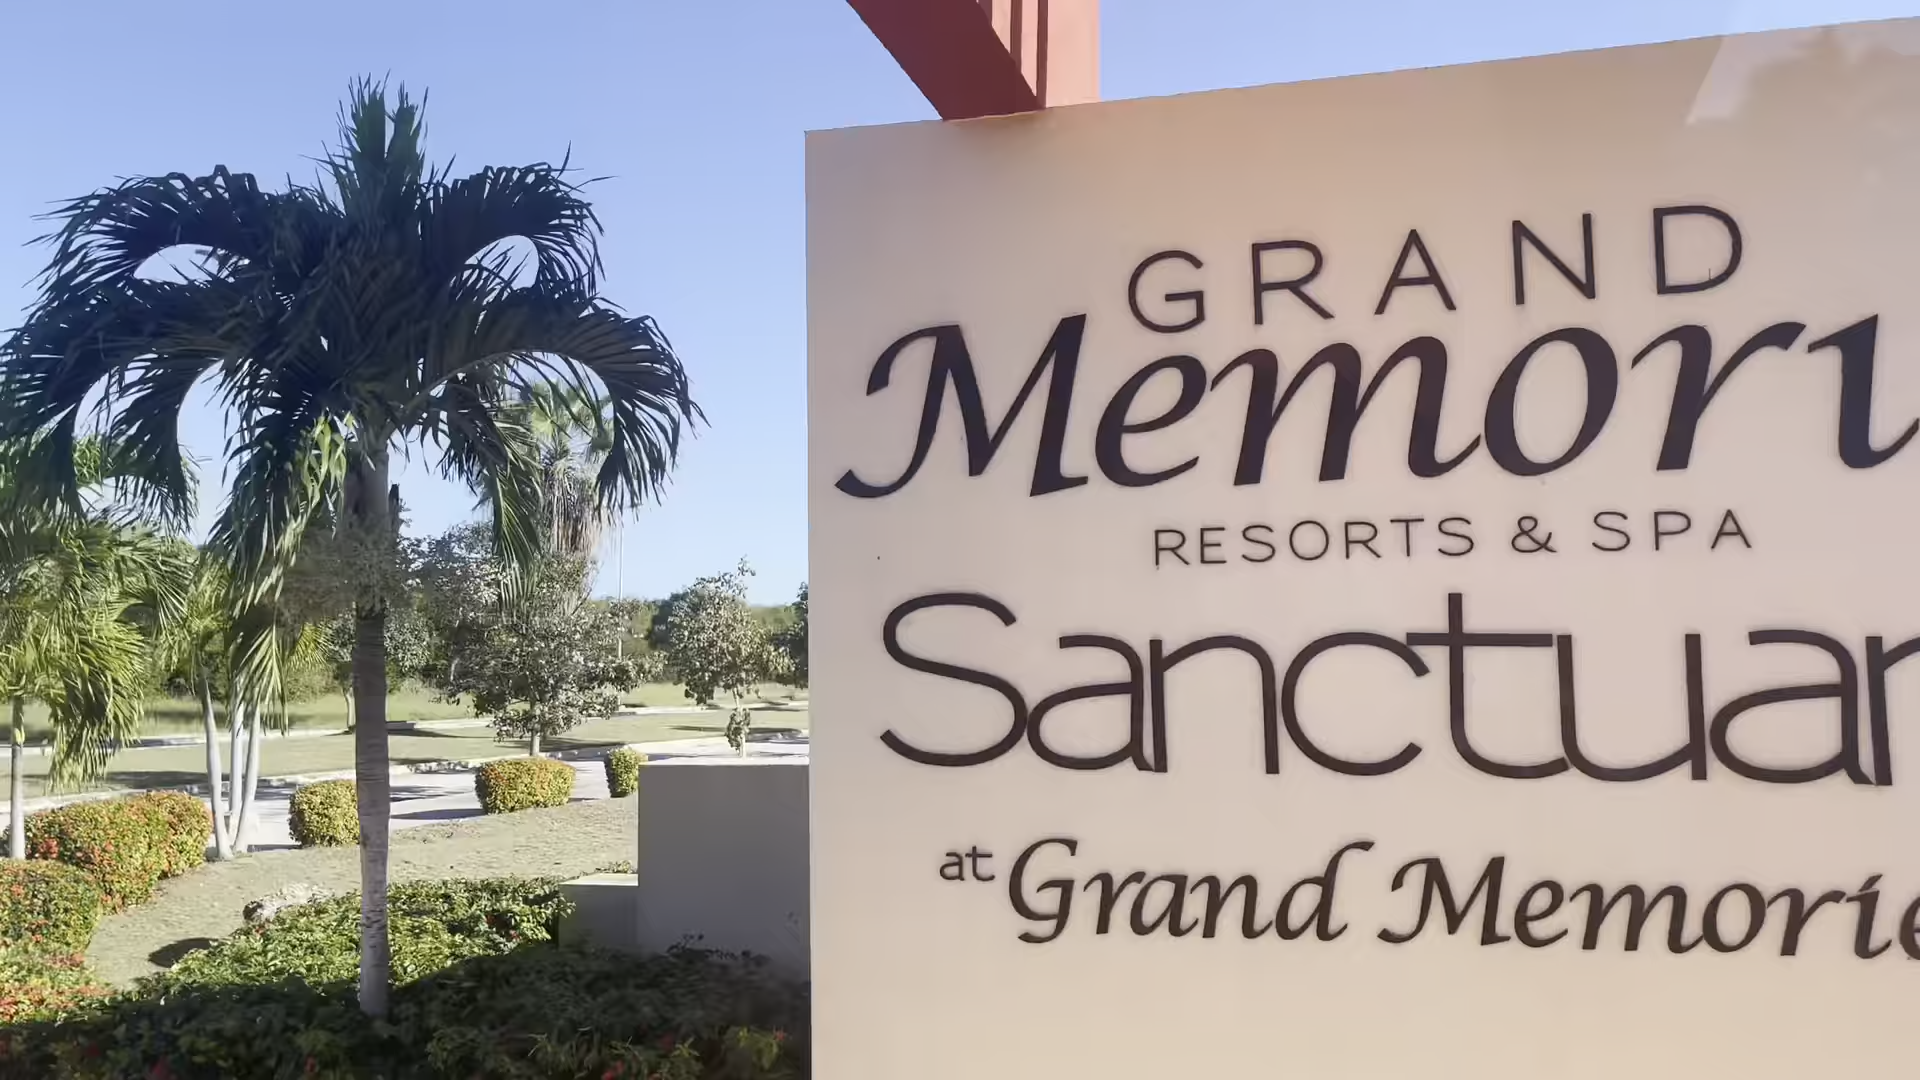 GRAND
Memori
RESORTS & SPA
Sanctuar
at Grand Memorie